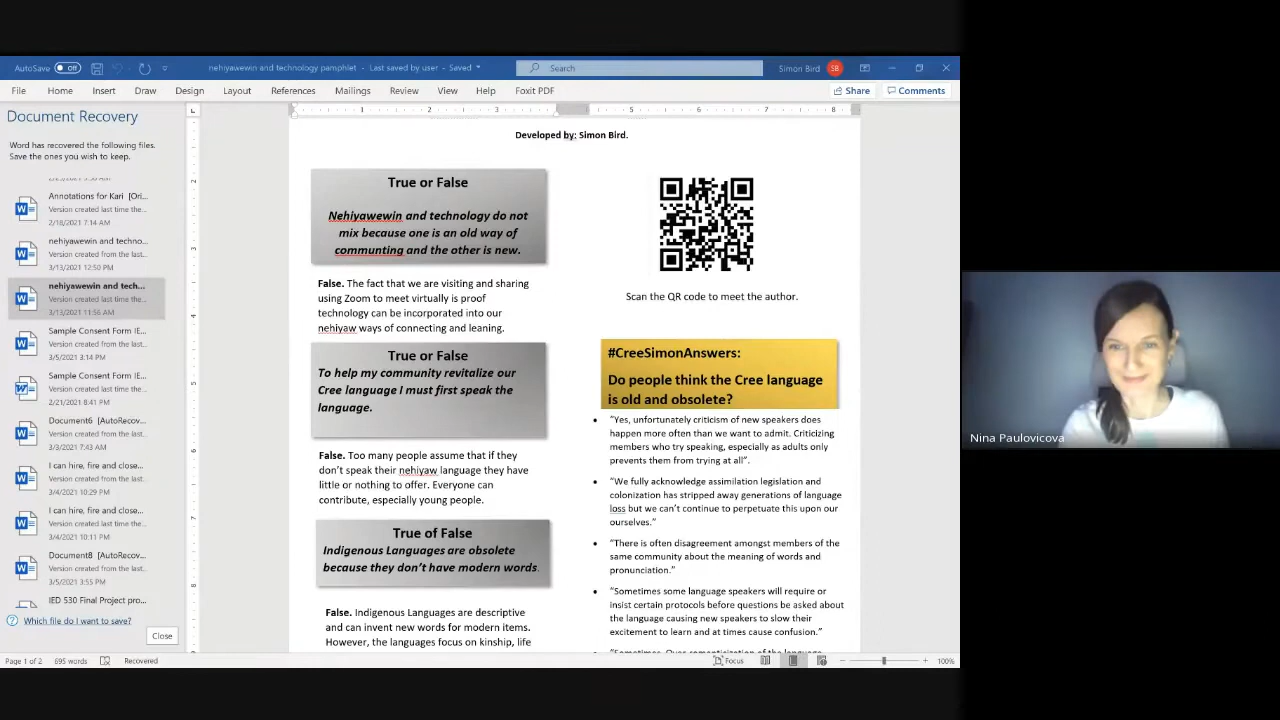 AutoSave Off
nehiyawewin and technology pamphlet - Last saved by user - Saved
Search
Simon Bird SB
File Home Insert Draw Design Layout References Mailings Review View Help Foxit PDF
Share Comments
Document Recovery
Word has recovered the following files.
Save the ones you wish to keep.
Annotations for Kari [Ori...
Version created last time the...
2/18/2021 7:14 AM
nehiyawewin and techno...
Version created from the last...
3/13/2021 12:50 PM
nehiyawewin and tech...
Version created last time the...
3/13/2021 11:56 AM
Sample Consent Form IE...
Version created from the last...
3/5/2021 3:14 PM
Sample Consent Form IE...
Version created last time the...
2/21/2021 8:41 PM
Document6 [AutoRecov...
Version created from the last...
3/3/2021 7:43 AM
I can hire, fire and close...
Version created from the last...
3/4/2021 10:29 PM
I can hire, fire and close...
Version created from the last...
3/4/2021 10:11 PM
Document8 [AutoRecov...
Version created from the last...
3/5/2021 3:55 PM
IED 530 Final Project pro...
Which file do I want to save?
Close
Developed by: Simon Bird.
True or False
Nehiyawewin and technology do not
mix because one is an old way of
communting and the other is new.
False. The fact that we are visiting and sharing
using Zoom to meet virtually is proof
technology can be incorporated into our
nehiyaw ways of connecting and leaning.
True or False
To help my community revitalize our
Cree language I must first speak the
language.
False. Too many people assume that if they
don't speak their nehiyaw language they have
little or nothing to offer. Everyone can
contribute, especially young people.
True of False
Indigenous Languages are obsolete
because they don't have modern words.
False. Indigenous Languages are descriptive
and can invent new words for modern items.
However, the languages focus on kinship, life
Scan the QR code to meet the author.
#CreeSimonAnswers:
Do people think the Cree language
is old and obsolete?
• "Yes, unfortunately criticism of new speakers does
happen more often than we want to admit. Criticizing
members who try speaking, especially as adults only
prevents them from trying at all".
• "We fully acknowledge assimilation legislation and
colonization has stripped away generations of language
loss but we can't continue to perpetuate this upon our
ourselves."
• "There is often disagreement amongst members of the
same community about the meaning of words and
pronunciation."
• "Sometimes some language speakers will require or
insist certain protocols before questions be asked about
the language causing new speakers to slow their
excitement to learn and at times cause confusion."
Page 1 of 2 695 words Recovered
Focus
100%
Nina Paulovicova